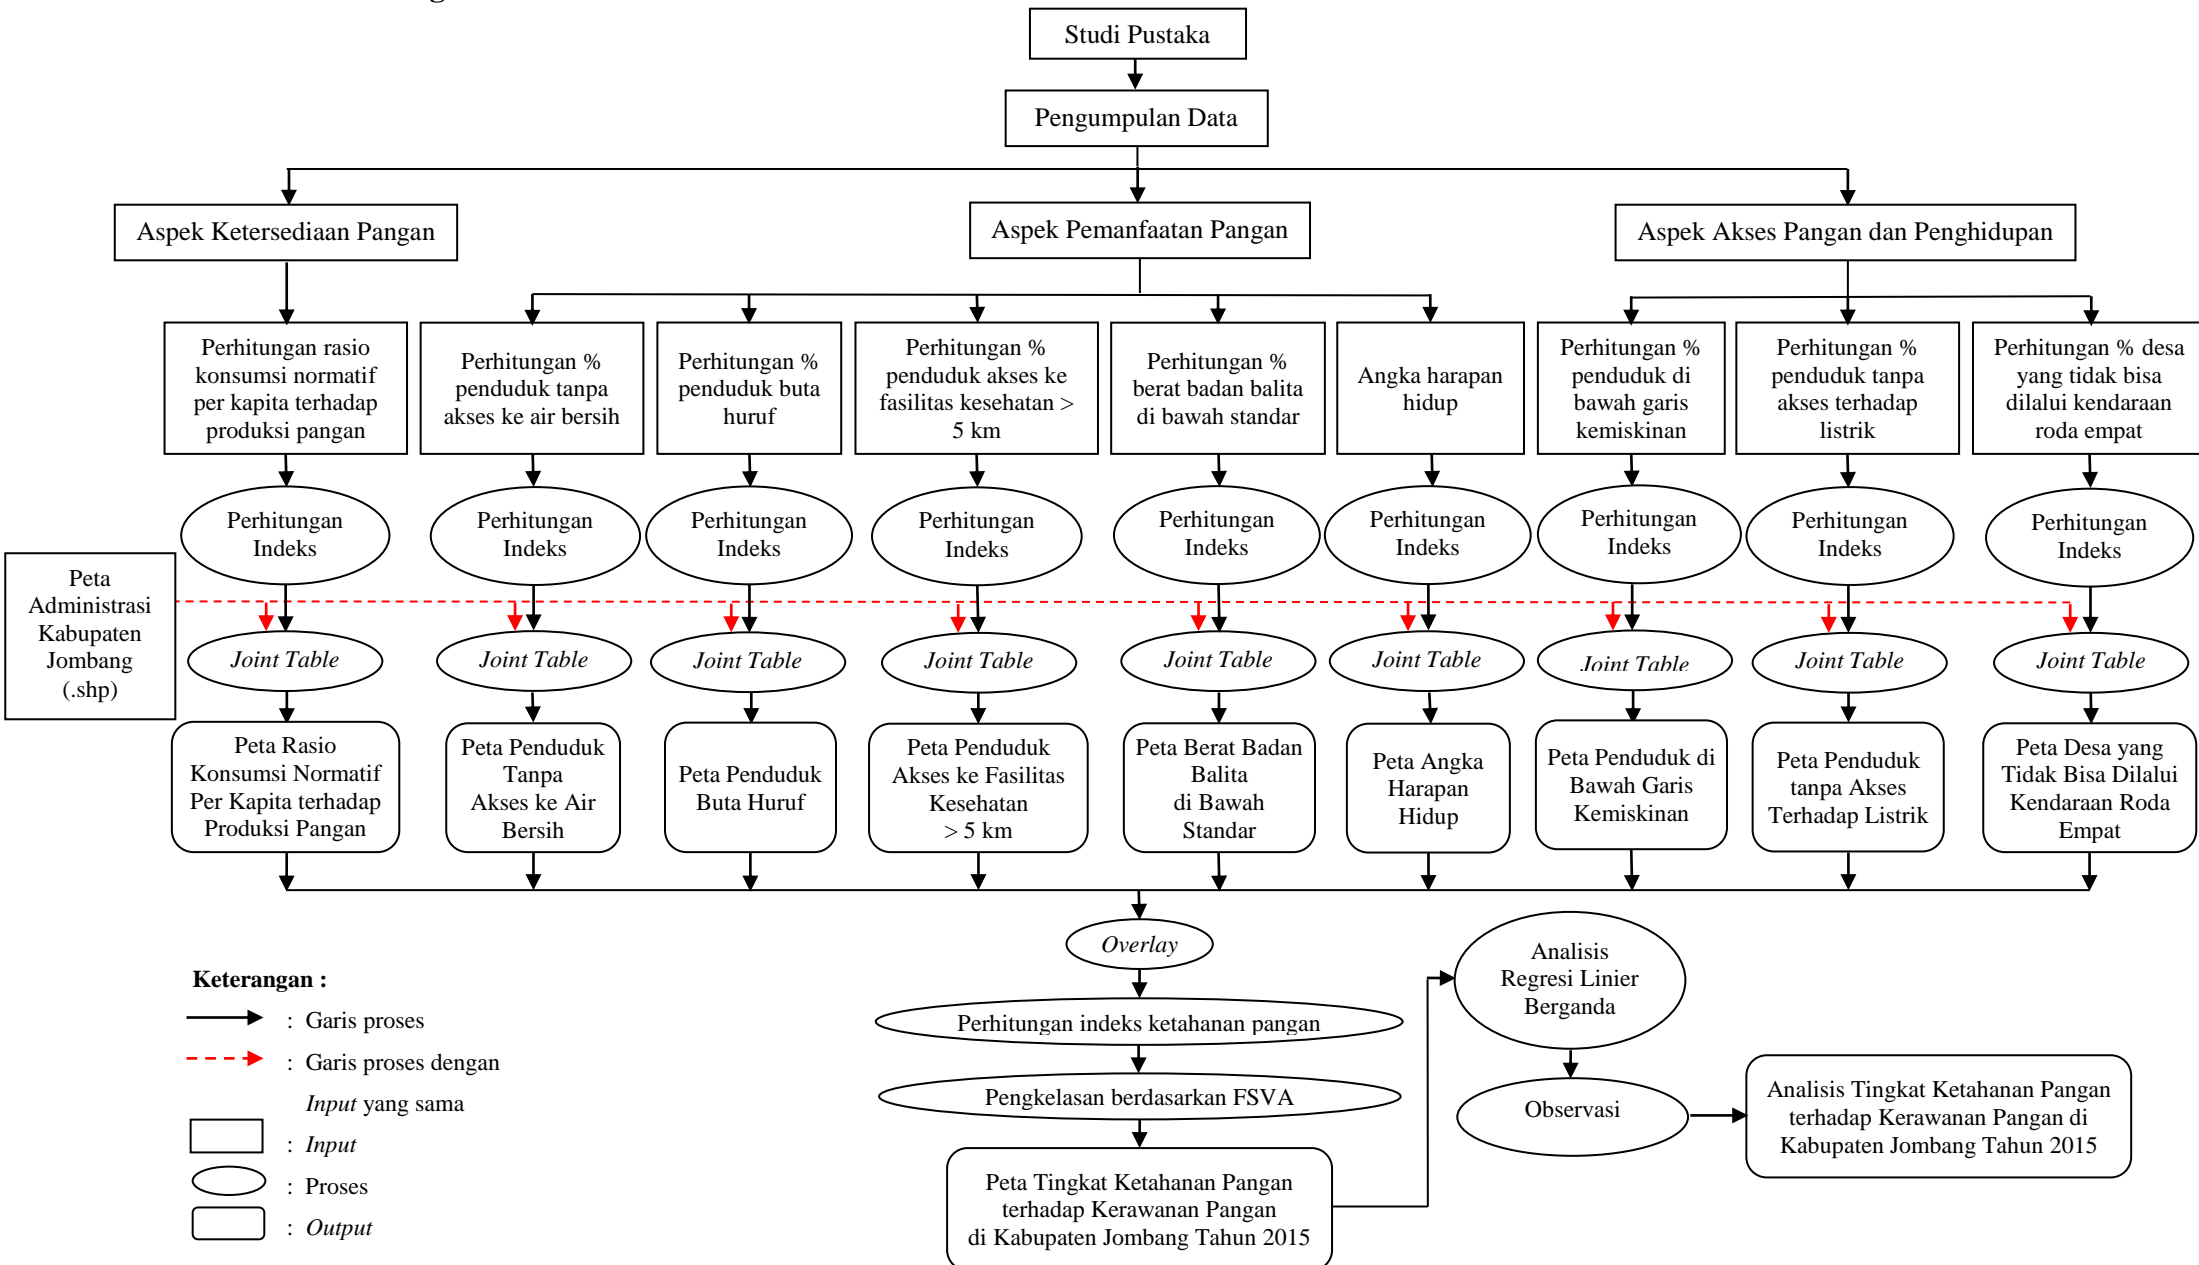 Studi Pustaka
Pengumpulan Data
Aspek Ketersediaan Pangan
Aspek Pemanfaatan Pangan
Aspek Akses Pangan dan Penghidupan
Perhitungan rasio
konsumsi normatif
per kapita terhadap
produksi pangan
Perhitungan %
penduduk tanpa
akses ke air bersih
Perhitungan %
penduduk buta
huruf
Perhitungan %
penduduk akses ke
fasilitas kesehatan >
5 km
Perhitungan %
berat badan balita
di bawah standar
Angka harapan
hidup
Perhitungan %
penduduk di
bawah garis
kemiskinan
Perhitungan %
penduduk tanpa
akses terhadap
listrik
Perhitungan % desa
yang tidak bisa
dilalui kendaraan
roda empat
Perhitungan
Indeks
Perhitungan
Indeks
Perhitungan
Indeks
Perhitungan
Indeks
Perhitungan
Indeks
Perhitungan
Indeks
Perhitungan
Indeks
Perhitungan
Indeks
Perhitungan
Indeks
Peta
Administrasi
Kabupaten
Jombang
(.shp)
Joint Table
Joint Table
Joint Table
Joint Table
Joint Table
Joint Table
Joint Table
Joint Table
Joint Table
Peta Rasio
Konsumsi Normatif
Per Kapita terhadap
Produksi Pangan
Peta Penduduk
Tanpa
Akses ke Air
Bersih
Peta Penduduk
Buta Huruf
Peta Penduduk
Akses ke Fasilitas
Kesehatan
> 5 km
Peta Berat Badan
Balita
di Bawah
Standar
Peta Angka
Harapan
Hidup
Peta Penduduk di
Bawah Garis
Kemiskinan
Peta Penduduk
tanpa Akses
Terhadap Listrik
Peta Desa yang
Tidak Bisa Dilalui
Kendaraan Roda
Empat
Overlay
Perhitungan indeks ketahanan pangan
Pengkelasan berdasarkan FSVA
Peta Tingkat Ketahanan Pangan
terhadap Kerawanan Pangan
di Kabupaten Jombang Tahun 2015
Analisis
Regresi Linier
Berganda
Observasi
Analisis Tingkat Ketahanan Pangan
terhadap Kerawanan Pangan di
Kabupaten Jombang Tahun 2015
Keterangan :
: Garis proses
: Garis proses dengan
Input yang sama
: Input
: Proses
: Output